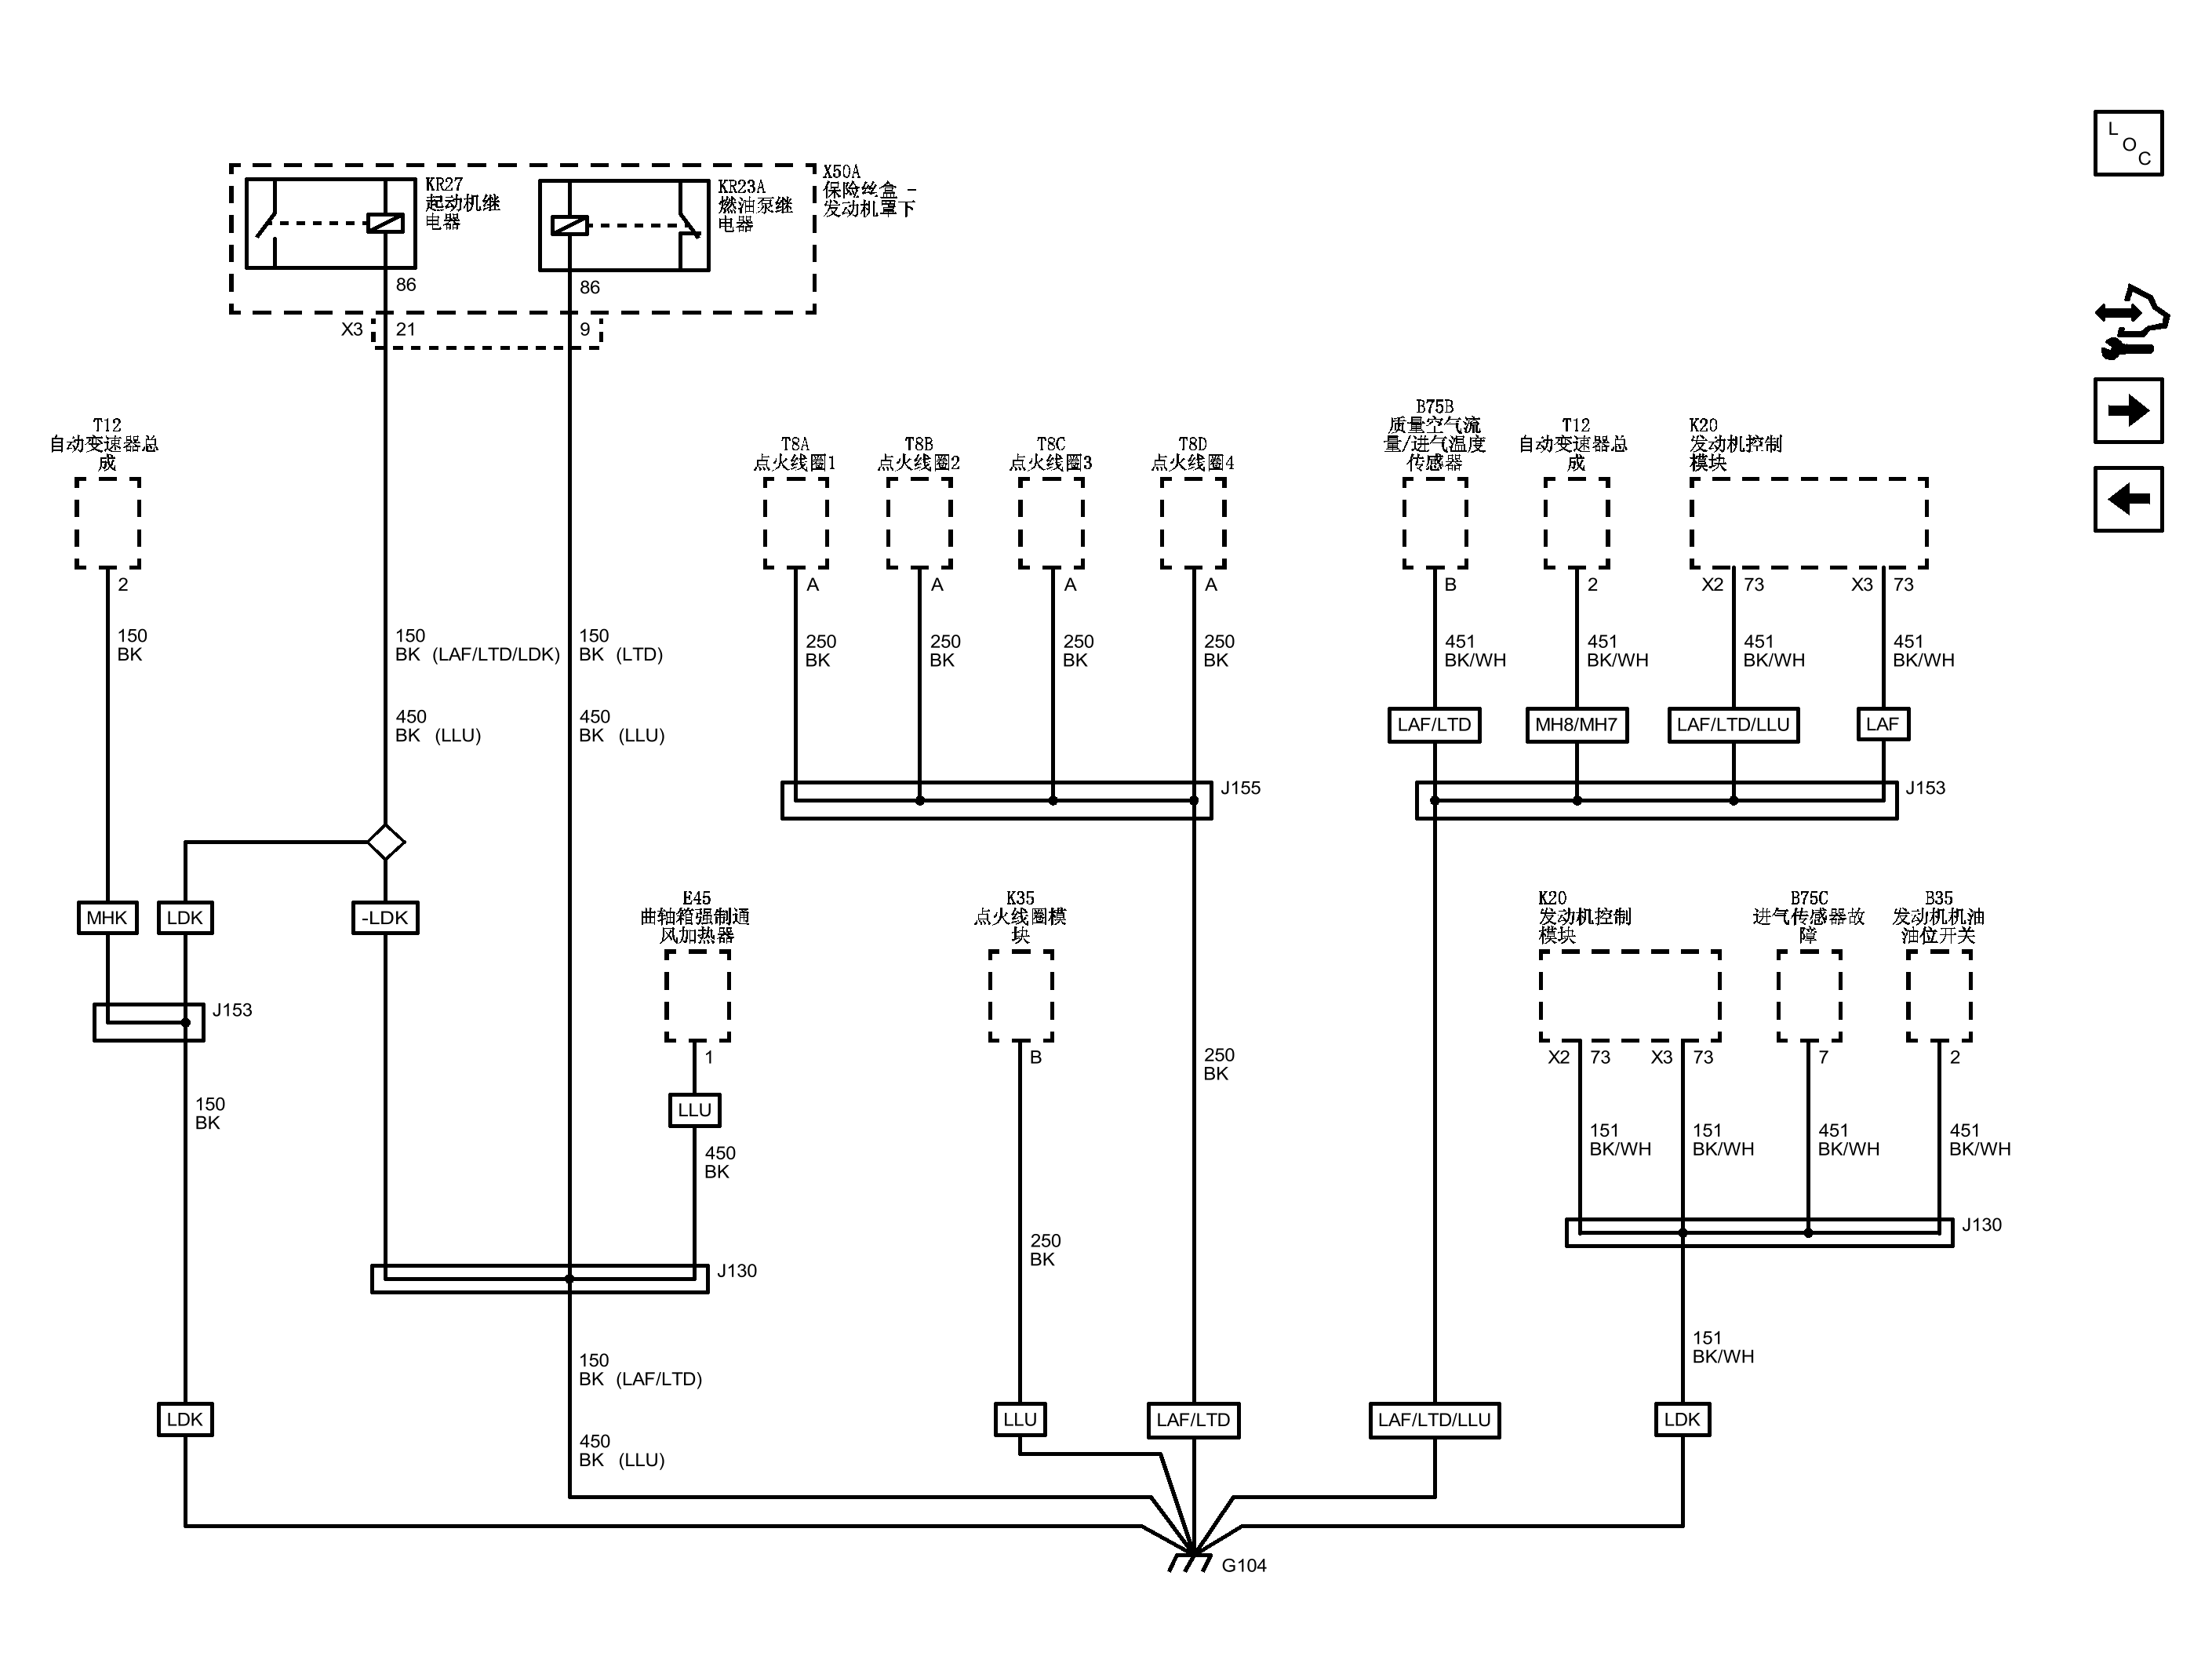 L
O
C
X50A
保险丝盒 -
发动机罩下
KR27
起动机继
电器
KR23A
燃油泵继
电器
86
86
X3
21
9
T12
自动变速器总
成
T8A
点火线圈1
T8B
点火线圈2
T8C
点火线圈3
T8D
点火线圈4
B75B
质量空气流
量/进气温度
传感器
T12
自动变速器总
成
K20
发动机控制
模块
2
A
A
A
A
B
2
X2
73
X3
73
150
BK
150
BK (LAF/LTD/LDK)
150
BK (LTD)
250
BK
250
BK
250
BK
250
BK
451
BK/WH
451
BK/WH
451
BK/WH
451
BK/WH
450
BK (LLU)
450
BK (LLU)
LAF/LTD
MH8/MH7
LAF/LTD/LLU
LAF
J155
J153
MHK
LDK
-LDK
E45
曲轴箱强制通
风加热器
K35
点火线圈模
块
K20
发动机控制
模块
B75C
进气传感器故
障
B35
发动机机油
油位开关
J153
1
B
250
BK
X2
73
X3
73
7
2
150
BK
LLU
450
BK
151
BK/WH
151
BK/WH
451
BK/WH
451
BK/WH
250
BK
J130
J130
150
BK (LAF/LTD)
151
BK/WH
LDK
450
BK (LLU)
LLU
LAF/LTD
LAF/LTD/LLU
LDK
G104